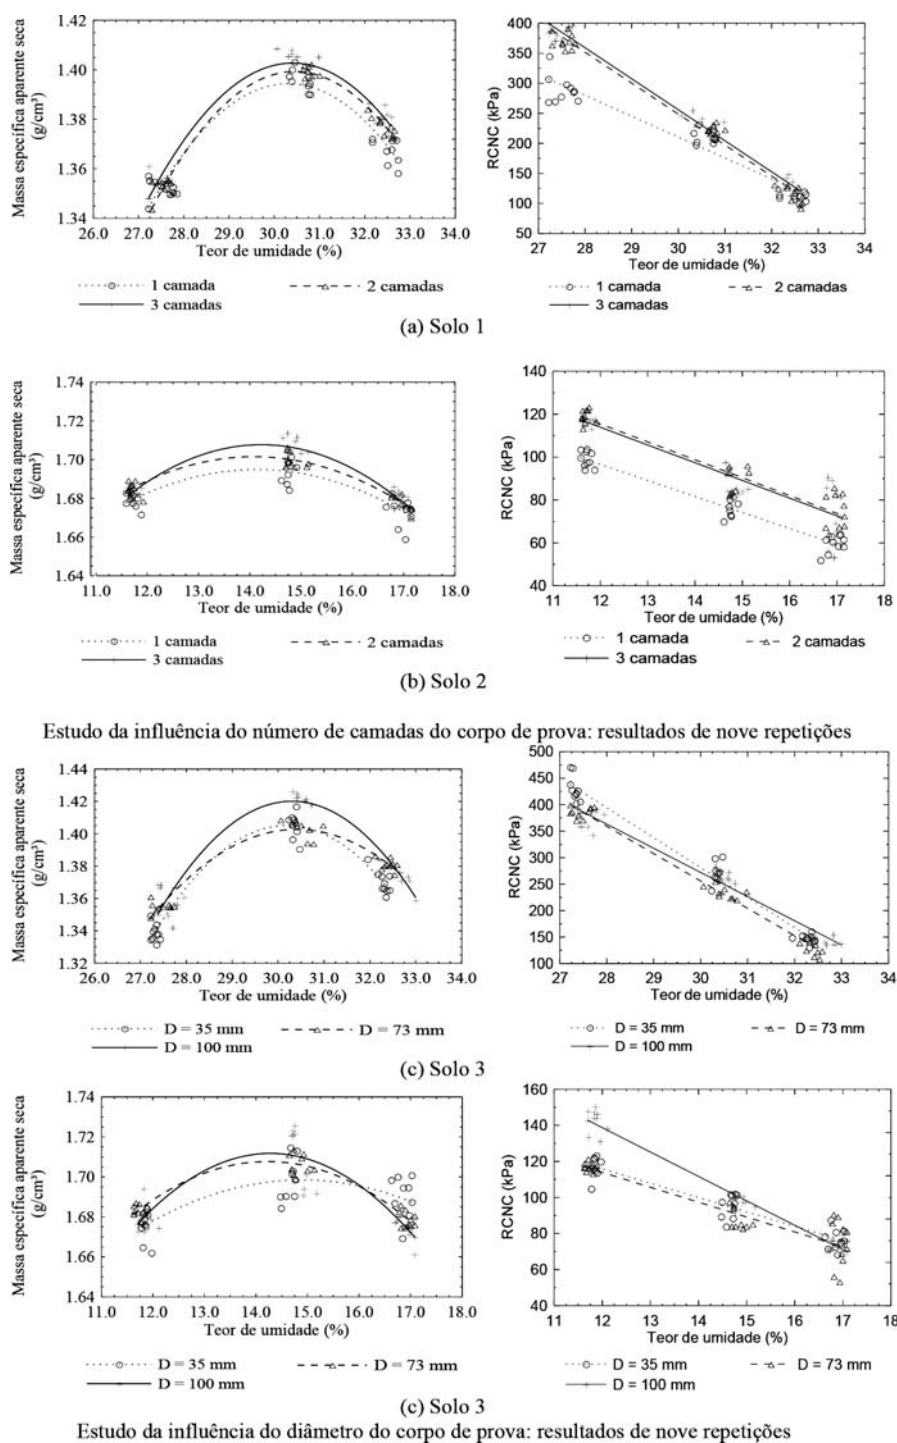 Massa específica aparente seca
(g/cm³)
1.42
1.40
1.38
1.36
1.34
26.0
27.0
28.0
29.0
30.0
31.0
32.0
33.0
34.0
Teor de umidade (%)
RCNC (kPa)
400
350
300
250
200
150
100
50
27
28
29
30
31
32
33
34
Teor de umidade (%)
1 camada
2 camadas
3 camadas
1 camada
2 camadas
3 camadas
(a) Solo 1
Massa específica aparente seca
(g/cm³)
1.74
1.72
1.70
1.68
1.66
1.64
11.0
12.0
13.0
14.0
15.0
16.0
17.0
18.0
Teor de umidade (%)
RCNC (kPa)
140
120
100
80
60
40
11
12
13
14
15
16
17
18
Teor de umidade (%)
1 camada
2 camadas
3 camadas
1 camada
2 camadas
3 camadas
(b) Solo 2
Estudo da influência do número de camadas do corpo de prova: resultados de nove repetições
Massa específica aparente seca
(g/cm³)
1.44
1.42
1.40
1.38
1.36
1.34
1.32
26.0
27.0
28.0
29.0
30.0
31.0
32.0
33.0
34.0
Teor de umidade (%)
RCNC (kPa)
500
450
400
350
300
250
200
150
100
27
28
29
30
31
32
33
34
Teor de umidade (%)
D = 35 mm
D = 73 mm
D = 100 mm
D = 35 mm
D = 73 mm
D = 100 mm
(c) Solo 3
Massa específica aparente seca
(g/cm³)
1.74
1.72
1.70
1.68
1.66
1.64
11.0
12.0
13.0
14.0
15.0
16.0
17.0
18.0
Teor de umidade (%)
RCNC (kPa)
160
140
120
100
80
60
40
11
12
13
14
15
16
17
18
Teor de umidade (%)
D = 35 mm
D = 73 mm
D = 100 mm
D = 35 mm
D = 73 mm
D = 100 mm
(c) Solo 3
Estudo da influência do diâmetro do corpo de prova: resultados de nove repetições